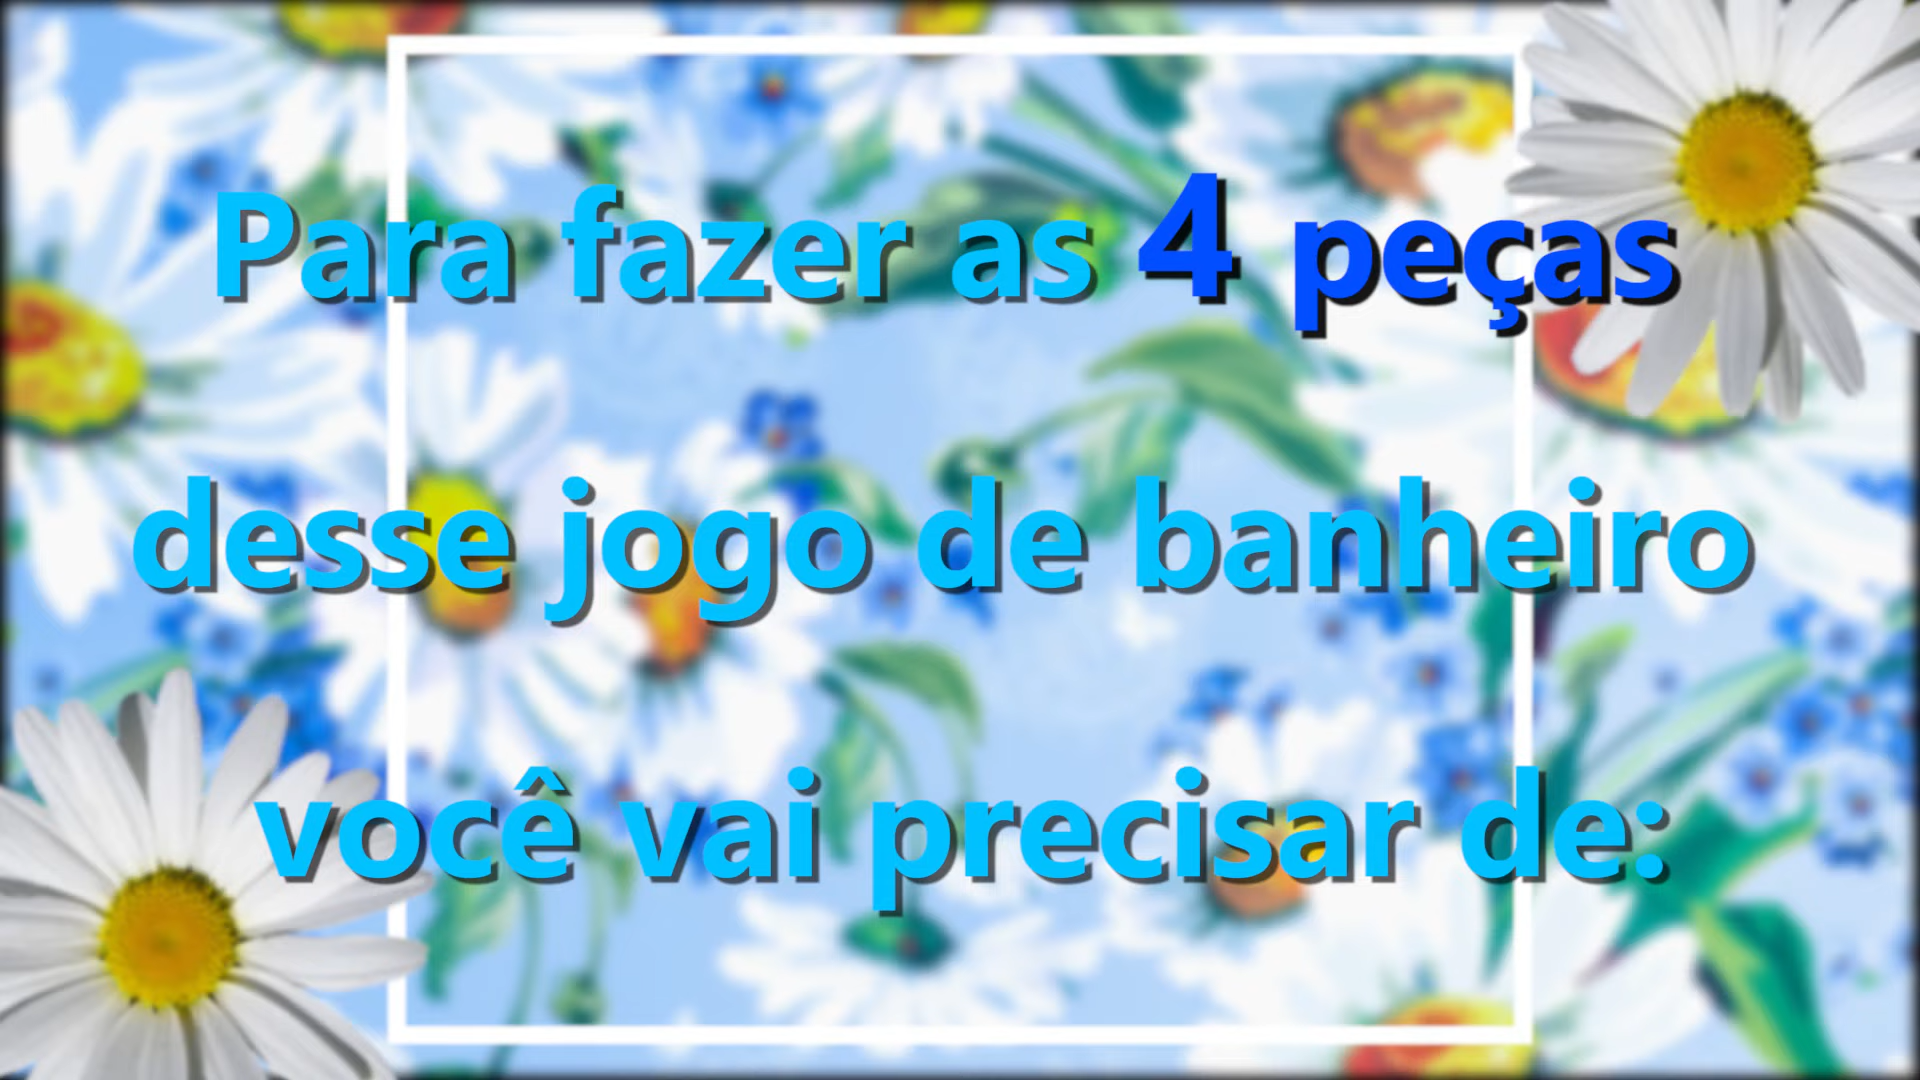 Para fazer as 4 peças
desse jogo de banheiro
você vai precisar de: